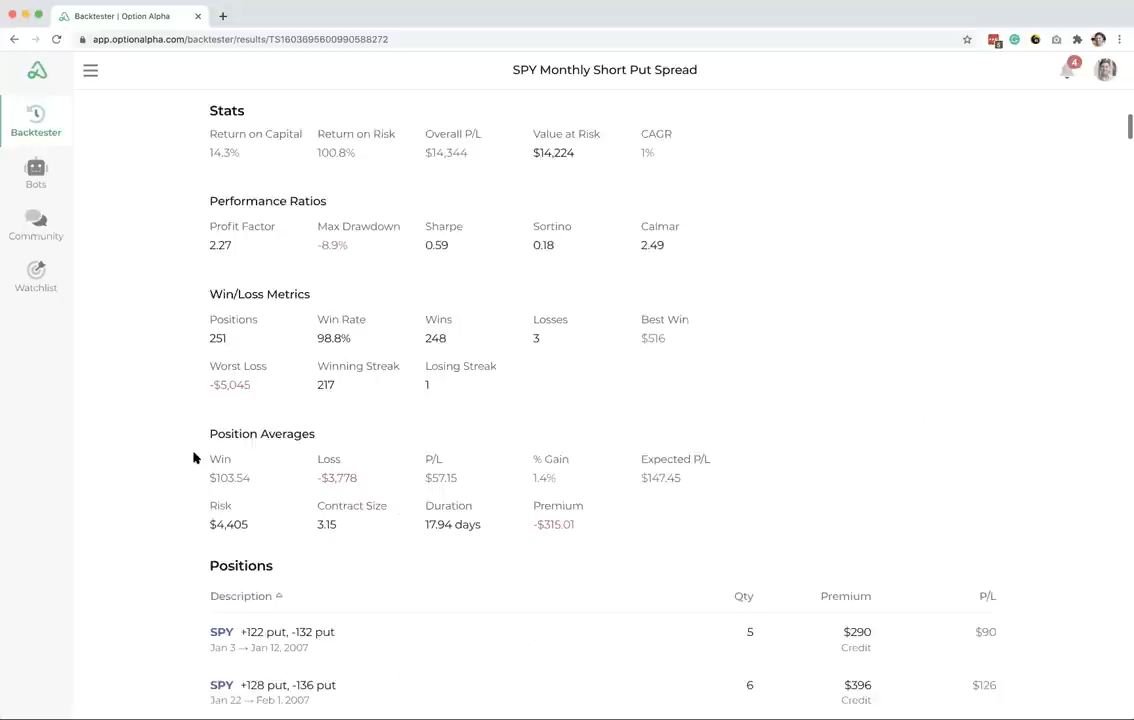 Backtester | Option Alpha
app.optionalpha.com/backtester/results/TS1603695600990588272
5
SPY Monthly Short Put Spread
4
Backtester
Bots
Community
Watchlist
Stats
Return on Capital Return on Risk Overall P/L Value at Risk CAGR
14.3% 100.8% $14,344 $14,224 1%
Performance Ratios
Profit Factor Max Drawdown Sharpe Sortino Calmar
2.27 -8.9% 0.59 0.18 2.49
Win/Loss Metrics
Positions Win Rate Wins Losses Best Win
251 98.8% 248 3 $516
Worst Loss Winning Streak Losing Streak
-$5,045 217 1
Position Averages
Win Loss P/L % Gain Expected P/L
$103.54 -$3,778 $57.15 1.4% $147.45
Risk Contract Size Duration Premium
$4,405 3.15 17.94 days -$315.01
Positions
Description Qty Premium P/L
SPY +122 put, -132 put 5 $290 $90
Jan 3 → Jan 12, 2007 Credit
SPY +128 put, -136 put 6 $396 $126
Jan 22 → Feb 1, 2007 Credit